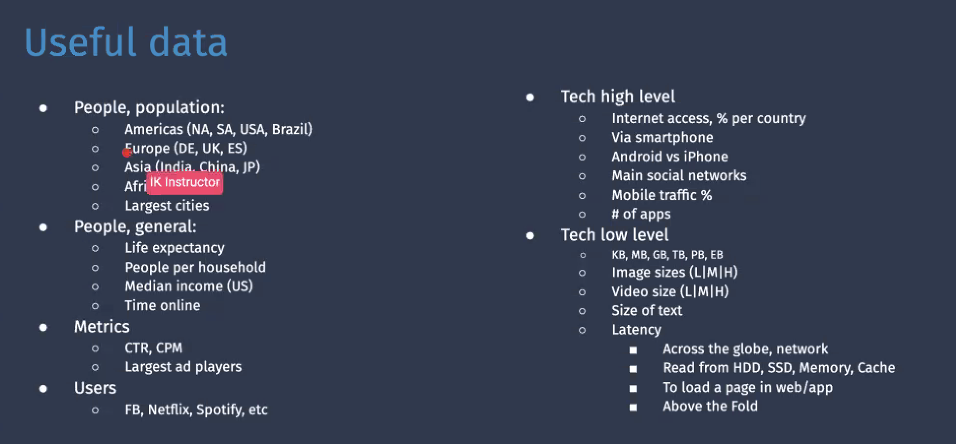 Useful data
People, population:
Americas (NA, SA, USA, Brazil)
Europe (DE, UK, ES)
Asia (India, China, JP)
IK Instructor
Largest cities
People, general:
Life expectancy
People per household
Median income (US)
Time online
Metrics
CTR, CPM
Largest ad players
Users
FB, Netflix, Spotify, etc
Tech high level
Internet access, % per country
Via smartphone
Android vs iPhone
Main social networks
Mobile traffic %
# of apps
Tech low level
KB, MB, GB, TB, PB, EB
Image sizes (L|M|H)
Video size (L|M|H)
Size of text
Latency
Across the globe, network
Read from HDD, SSD, Memory, Cache
To load a page in web/app
Above the Fold